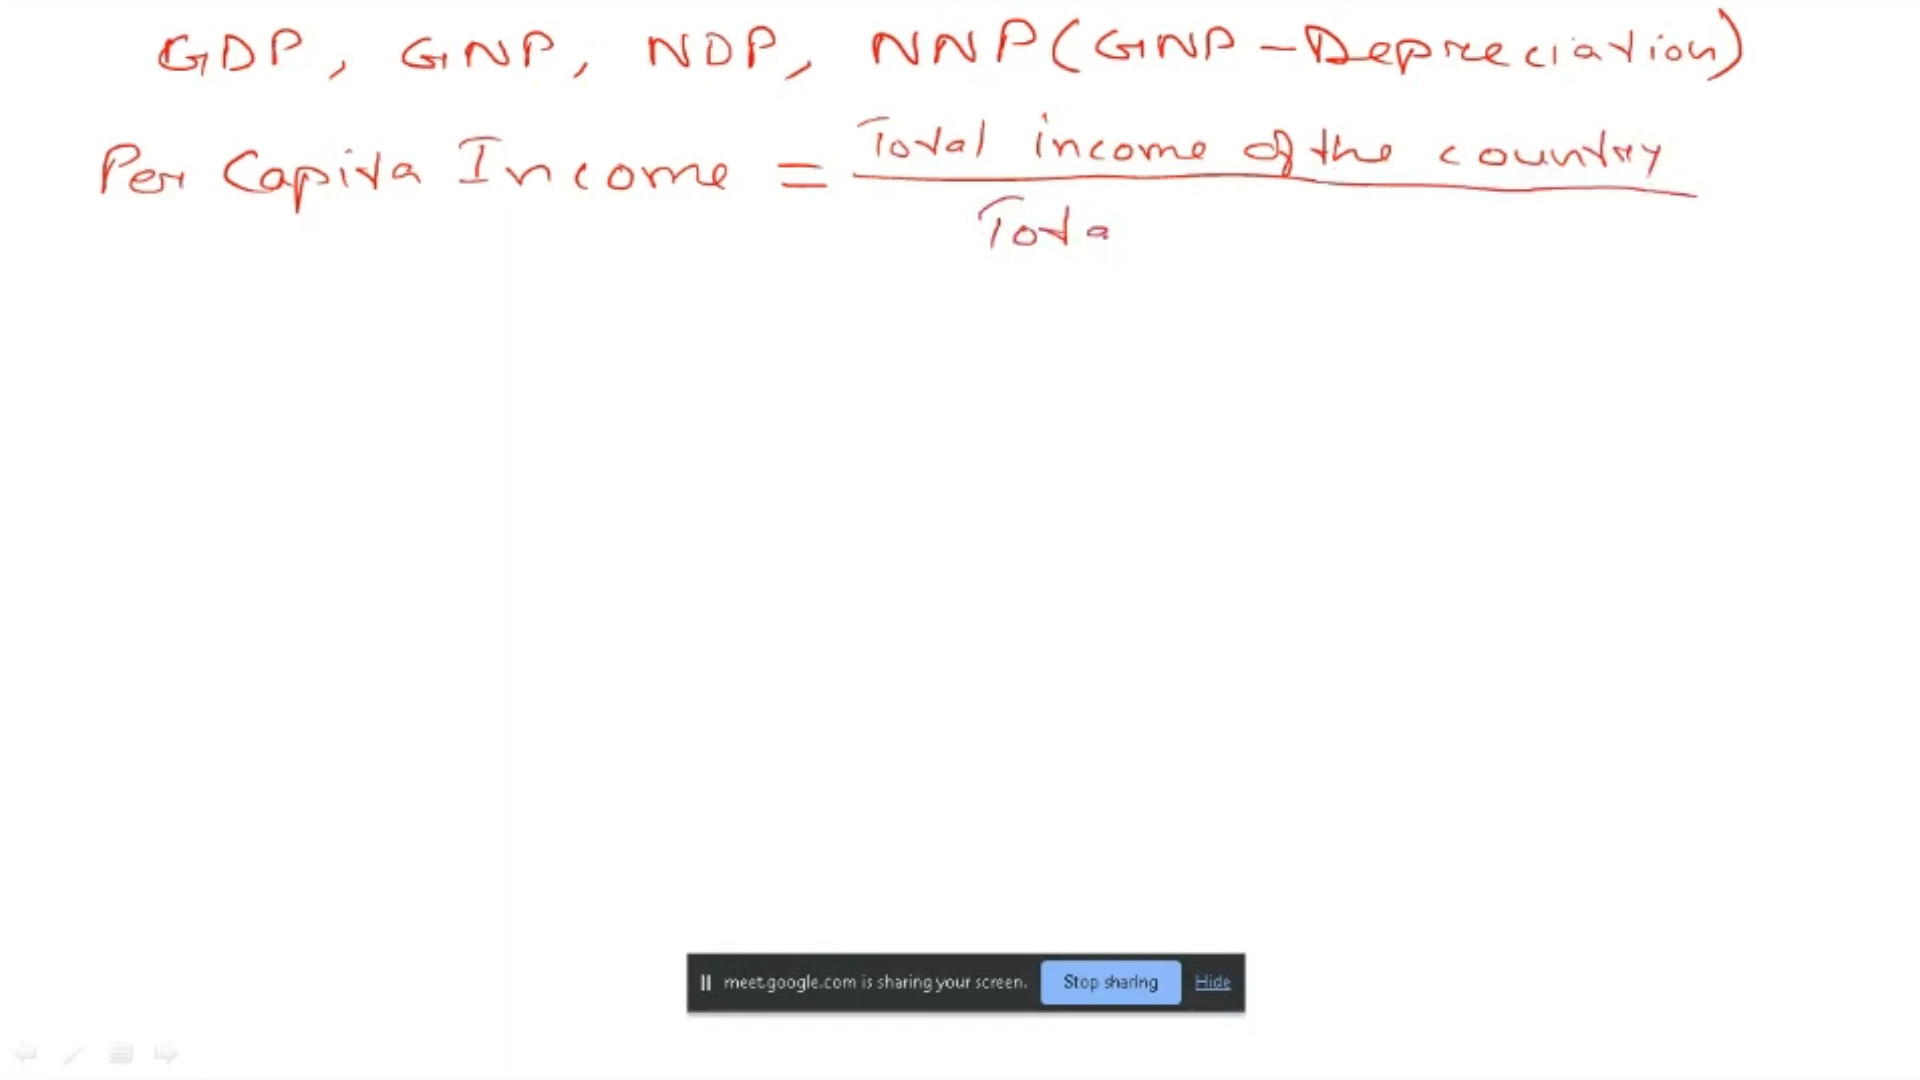 GDP, GNP, NDP, NNP(GNP - Depreciation)
Per Capita Income = Total income of the country
Tota
meet.google.com is sharing your screen. Stop sharing Hide